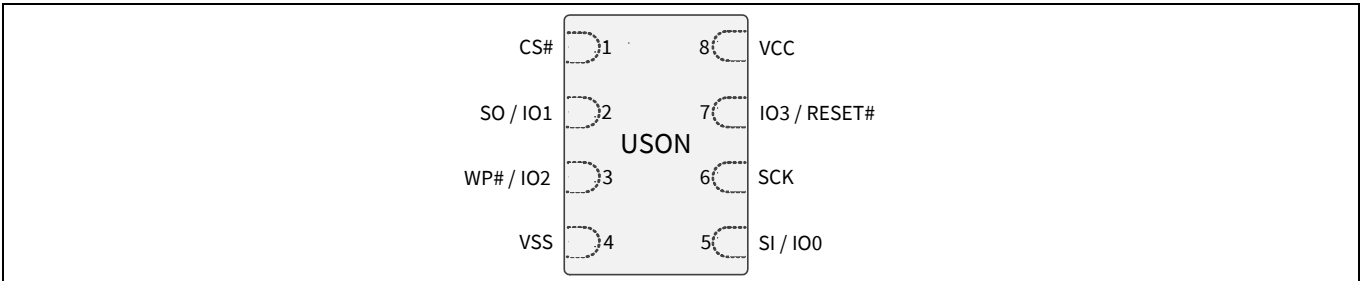 CS# 1 8 VCC
SO / IO1 2 7 IO3 / RESET#
USON
WP# / IO2 3 6 SCK
VSS 4 5 SI / IO0